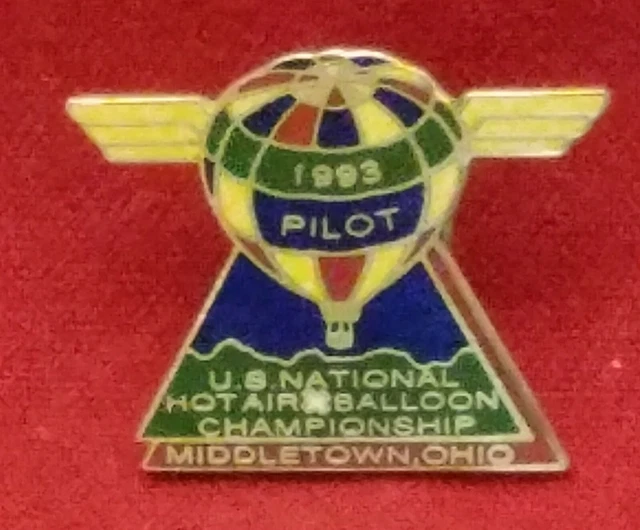 1993
PILOT
U.S. NATIONAL
HOT AIR BALLOON
CHAMPIONSHIP
MIDDLETOWN, OHIO